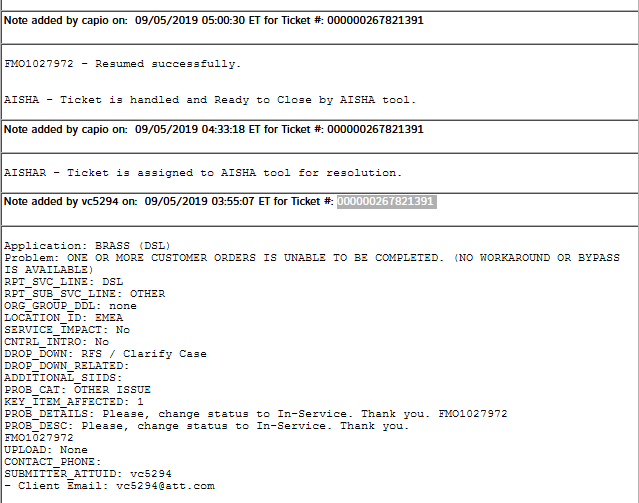 Note added by capio on: 09/05/2019 05:00:30 ET for Ticket #: 000000267821391
FMO1027972 - Resumed successfully.
AISHA - Ticket is handled and Ready to Close by AISHA tool.
Note added by capio on: 09/05/2019 04:33:18 ET for Ticket #: 000000267821391
AISHAR - Ticket is assigned to AISHA tool for resolution.
Note added by vc5294 on: 09/05/2019 03:55:07 ET for Ticket #: 000000267821391
Application: BRASS (DSL)
Problem: ONE OR MORE CUSTOMER ORDERS IS UNABLE TO BE COMPLETED. (NO WORKAROUND OR BYPASS
IS AVAILABLE)
RPT_SVC_LINE: DSL
RPT_SUB_SVC_LINE: OTHER
ORG_GROUP_DDL: none
LOCATION_ID: EMEA
SERVICE_IMPACT: No
CNTRL_INTRO: No
DROP_DOWN: RFS / Clarify Case
DROP_DOWN_RELATED:
ADDITIONAL_SIIDS:
PROB_CAT: OTHER ISSUE
KEY_ITEM_AFFECTED: 1
PROB_DETAILS: Please, change status to In-Service. Thank you. FMO1027972
PROB_DESC: Please, change status to In-Service. Thank you.
FMO1027972
UPLOAD: None
CONTACT_PHONE:
SUBMITTER_ATTUID: vc5294
- Client Email: vc5294@att.com